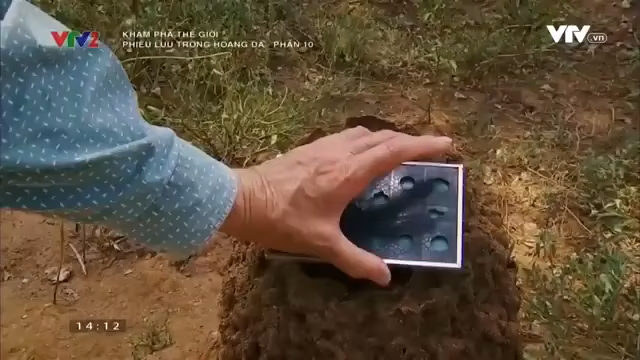 VTV2
KHÁM PHÁ THẾ GIỚI
PHIÊU LƯU TRONG HOANG DÃ PHẦN 10
VTV.vn
14:12